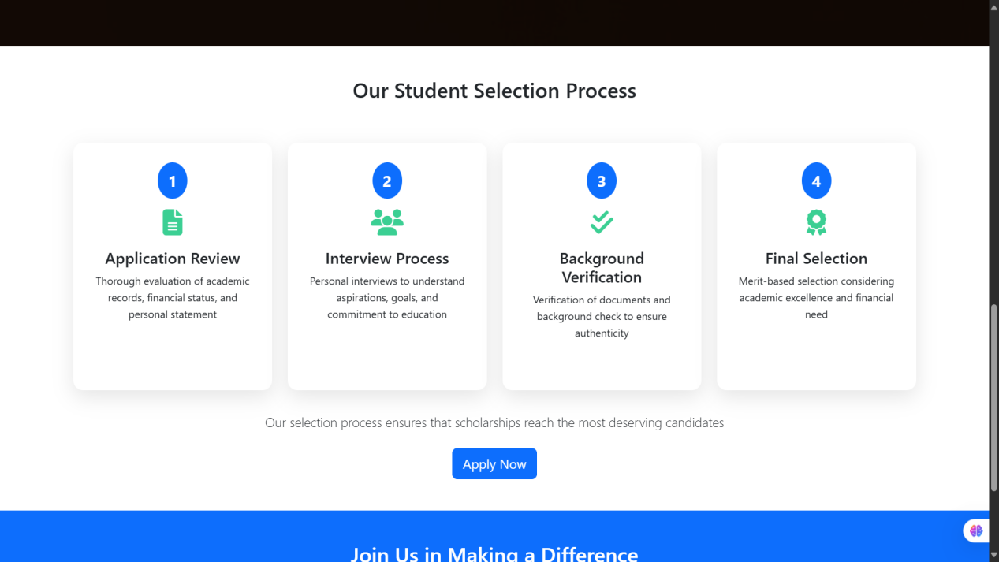 Our Student Selection Process
1
Application Review
Thorough evaluation of academic
records, financial status, and
personal statement
2
Interview Process
Personal interviews to understand
aspirations, goals, and
commitment to education
3
Background
Verification
Verification of documents and
background check to ensure
authenticity
4
Final Selection
Merit-based selection considering
academic excellence and financial
need
Our selection process ensures that scholarships reach the most deserving candidates
Apply Now
Join Us in Making a Difference